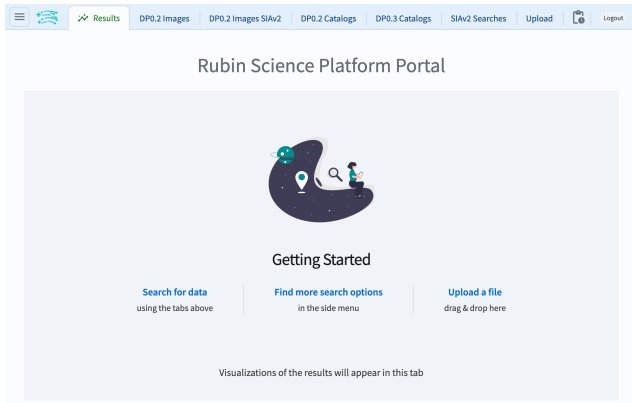 Results DP0.2 Images DP0.2 Images SIAv2 DP0.2 Catalogs DP0.3 Catalogs SIAv2 Searches Upload Logout
Rubin Science Platform Portal
Getting Started
Search for data Find more search options Upload a file
using the tabs above in the side menu drag & drop here
Visualizations of the results will appear in this tab